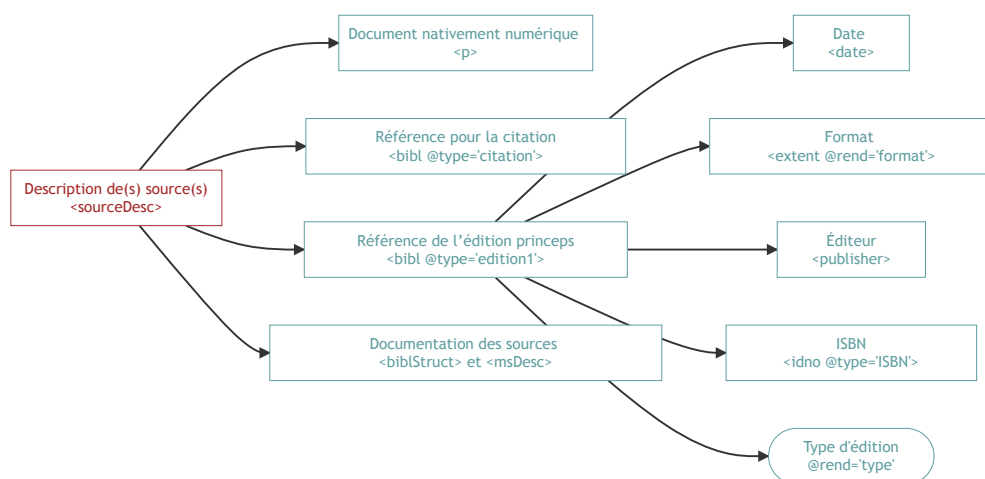 Document nativement numérique
<p>
Date
<date>
Référence pour la citation
<bibl @type='citation'>
Format
<extent @rend='format'>
Description de(s) source(s)
<sourceDesc>
Référence de l’édition princeps
<bibl @type='edition1'>
Éditeur
<publisher>
Documentation des sources
<biblStruct> et <msDesc>
ISBN
<idno @type='ISBN'>
Type d'édition
@rend='type'